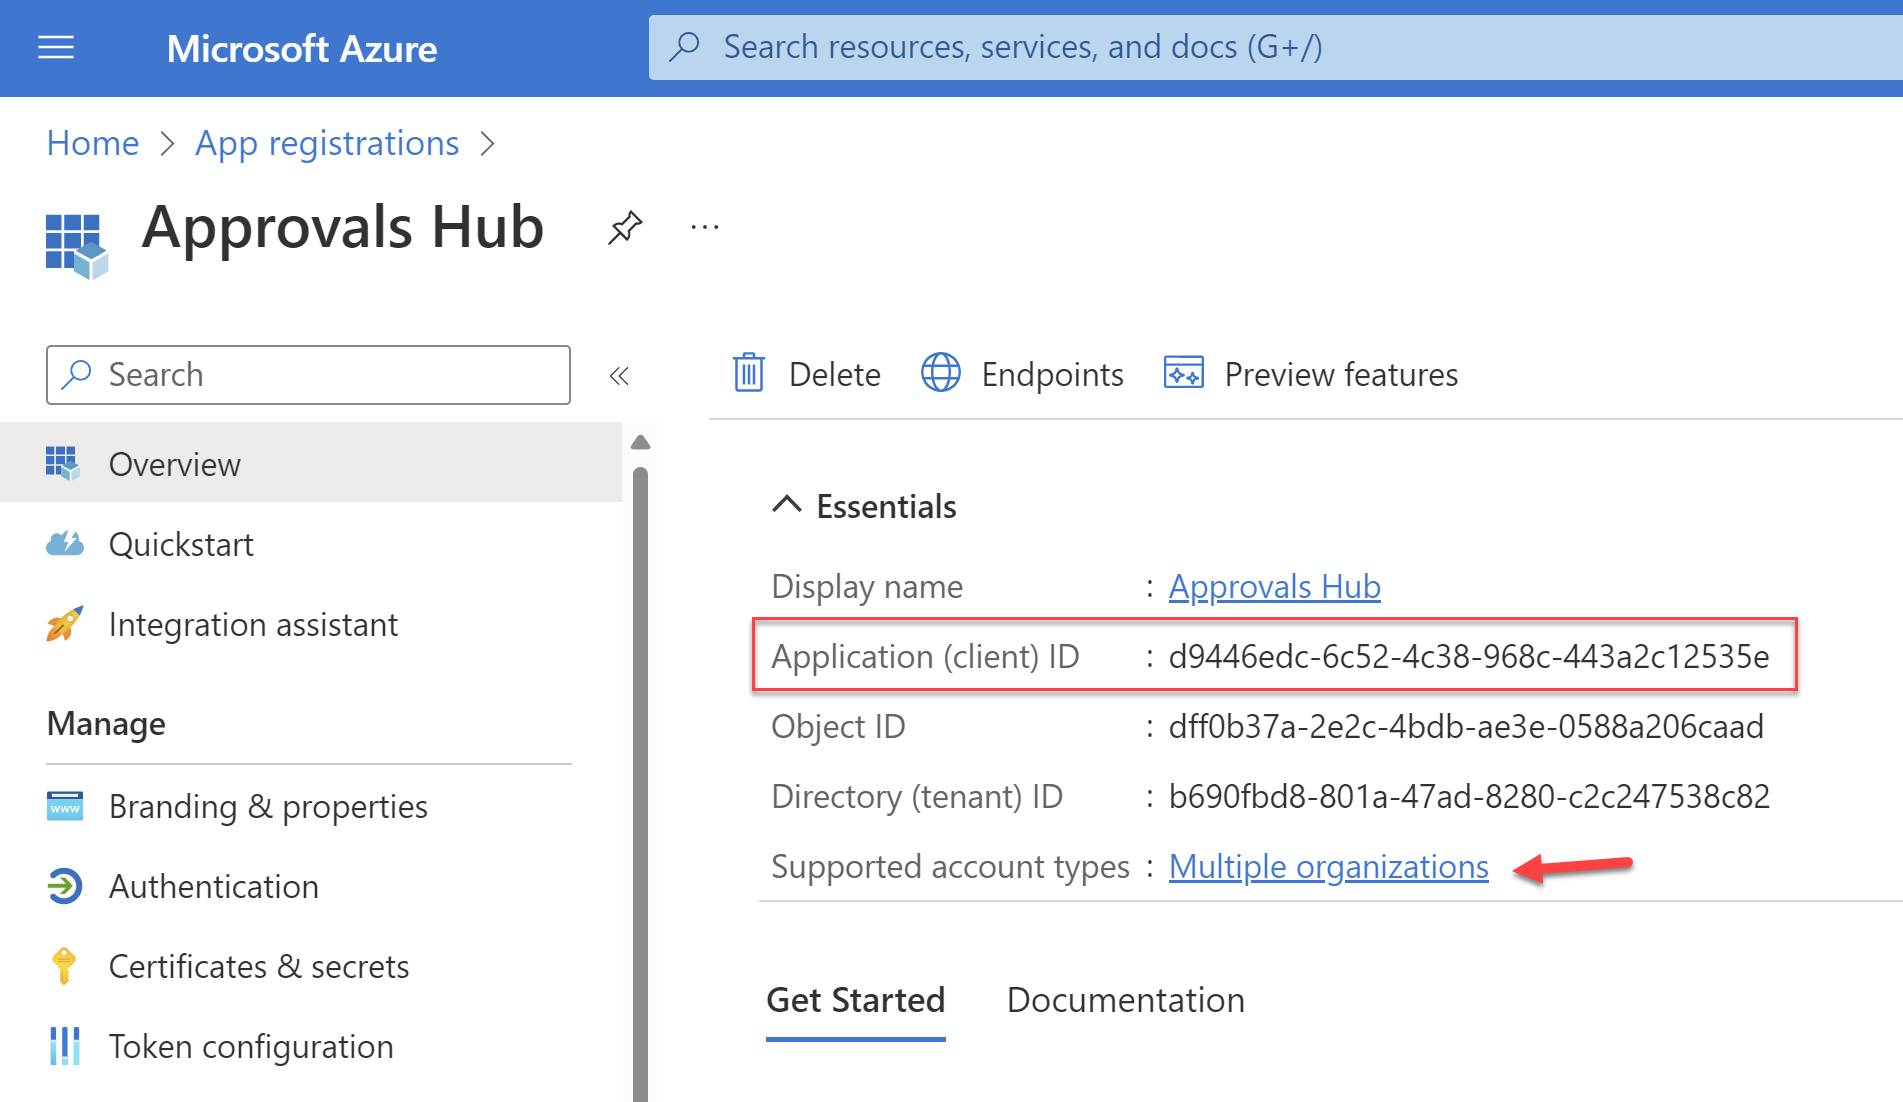 Microsoft Azure
Search resources, services, and docs (G+/)
Home > App registrations >
Approvals Hub
...
Search
«
Delete
Endpoints
Preview features
Overview
Quickstart
Integration assistant
Manage
www
Branding & properties
Authentication
Certificates & secrets
Token configuration
Essentials
Display name : Approvals Hub
Application (client) ID : d9446edc-6c52-4c38-968c-443a2c12535e
Object ID : dff0b37a-2e2c-4bdb-ae3e-0588a206caad
Directory (tenant) ID : b690fbd8-801a-47ad-8280-c2c247538c82
Supported account types : Multiple organizations
Get Started
Documentation